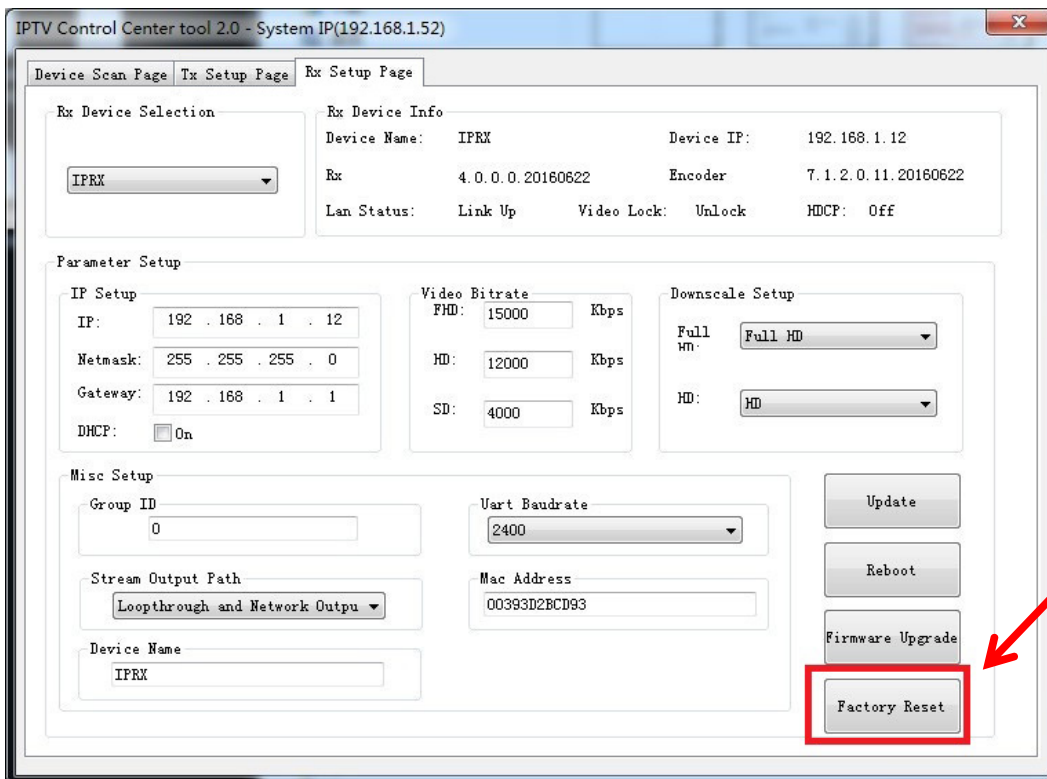 IPTV Control Center tool 2.0 - System IP(192.168.1.52)
x
Device Scan Page Tx Setup Page Rx Setup Page
Rx Device Selection
IPRX
Rx Device Info
Device Name: IPRX Device IP: 192.168.1.12
Rx 4.0.0.0.20160622 Encoder 7.1.2.0.11.20160622
Lan Status: Link Up Video Lock: Unlock HDCP: Off
Parameter Setup
IP Setup
IP: 192 . 168 . 1 . 12
Netmask: 255 . 255 . 255 . 0
Gateway: 192 . 168 . 1 . 1
DHCP: On
Video Bitrate
FHD: 15000 Kbps
HD: 12000 Kbps
SD: 4000 Kbps
Downscale Setup
Full HD: Full HD
HD: HD
Misc Setup
Group ID
0
Uart Baudrate
2400
Stream Output Path
Loopthrough and Network Outpu
Mac Address
00393D2BCD93
Device Name
IPRX
Update
Reboot
Firmware Upgrade
Factory Reset